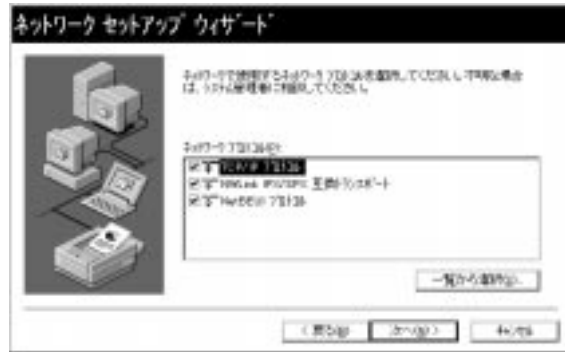 ネットワーク セットアップ ウィザード
ネットワークで使用するネットワーク プロトコルを選択してください。不明な場合
は、システム管理者に相談してください。
ネットワーク プロトコル(P):
TCP/IP プロトコル
NWLink IPX/SPX 互換トランスポート
NetBEUI プロトコル
一覧から選択(S)...
< 戻る(B)
次へ(N) >
キャンセル